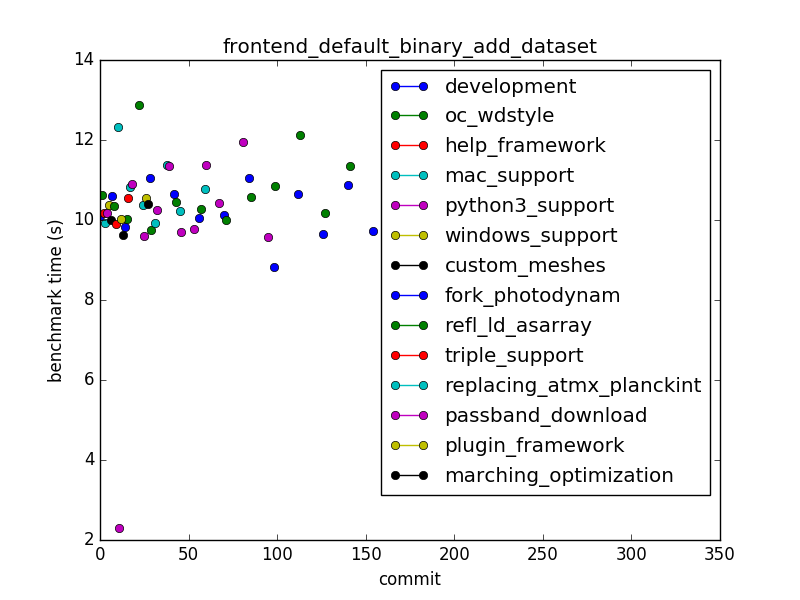 frontend_default_binary_add_dataset
14
12
10
8
6
4
2
benchmark time (s)
development
oc_wdstyle
help_framework
mac_support
python3_support
windows_support
custom_meshes
fork_photodynam
refl_ld_asarray
triple_support
replacing_atmx_planckint
passband_download
plugin_framework
marching_optimization
0 50 100 150 200 250 300 350
commit